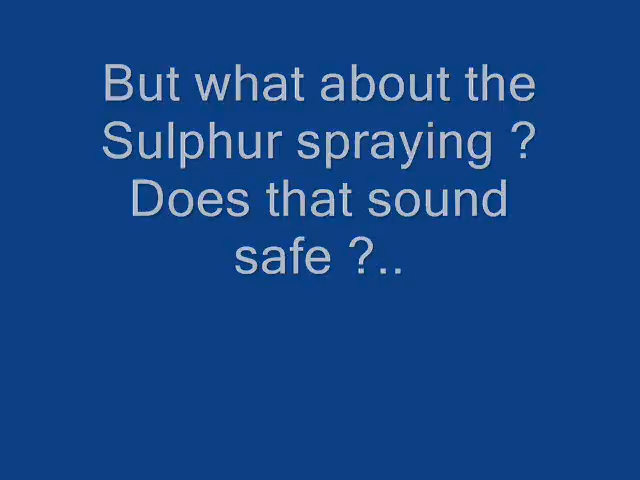 But what about the
Sulphur spraying ?
Does that sound
safe ?..